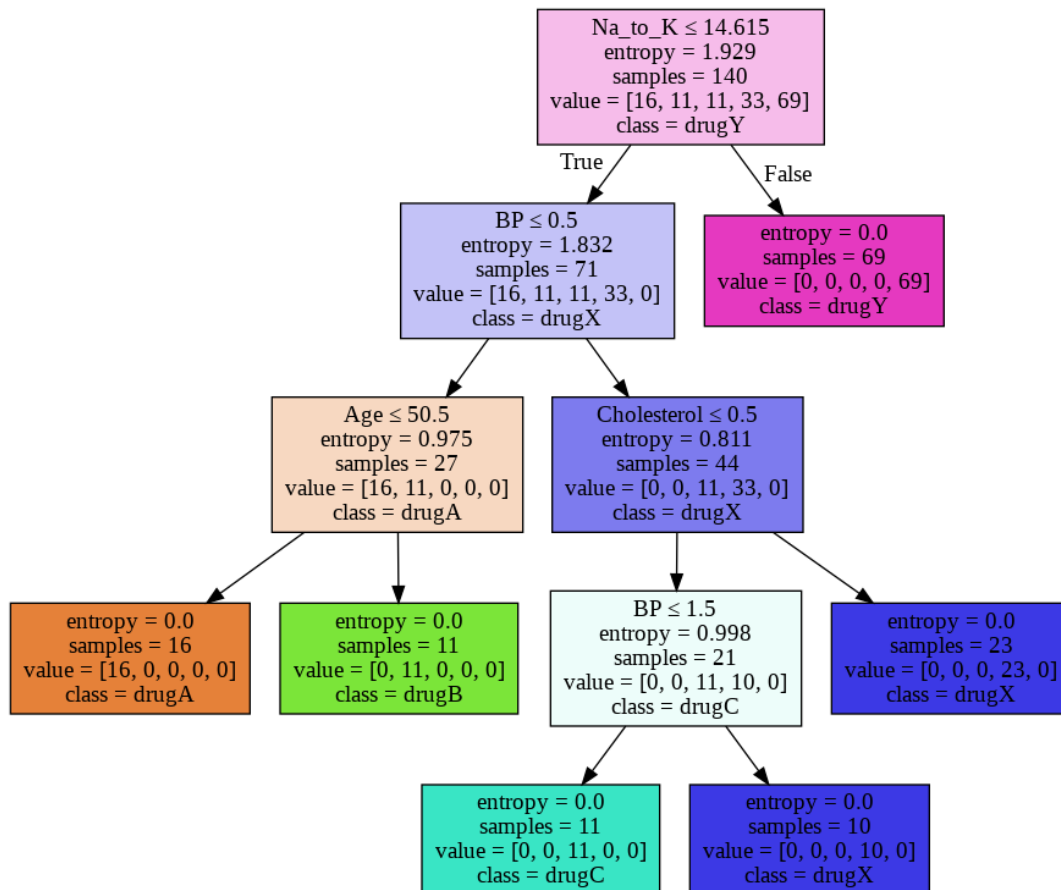 Na_to_K ≤ 14.615
entropy = 1.929
samples = 140
value = [16, 11, 11, 33, 69]
class = drugY
True
False
BP ≤ 0.5
entropy = 1.832
samples = 71
value = [16, 11, 11, 33, 0]
class = drugX
entropy = 0.0
samples = 69
value = [0, 0, 0, 0, 69]
class = drugY
Age ≤ 50.5
entropy = 0.975
samples = 27
value = [16, 11, 0, 0, 0]
class = drugA
Cholesterol ≤ 0.5
entropy = 0.811
samples = 44
value = [0, 0, 11, 33, 0]
class = drugX
entropy = 0.0
samples = 16
value = [16, 0, 0, 0, 0]
class = drugA
entropy = 0.0
samples = 11
value = [0, 11, 0, 0, 0]
class = drugB
BP ≤ 1.5
entropy = 0.998
samples = 21
value = [0, 0, 11, 10, 0]
class = drugC
entropy = 0.0
samples = 23
value = [0, 0, 0, 23, 0]
class = drugX
entropy = 0.0
samples = 11
value = [0, 0, 11, 0, 0]
class = drugC
entropy = 0.0
samples = 10
value = [0, 0, 0, 10, 0]
class = drugX